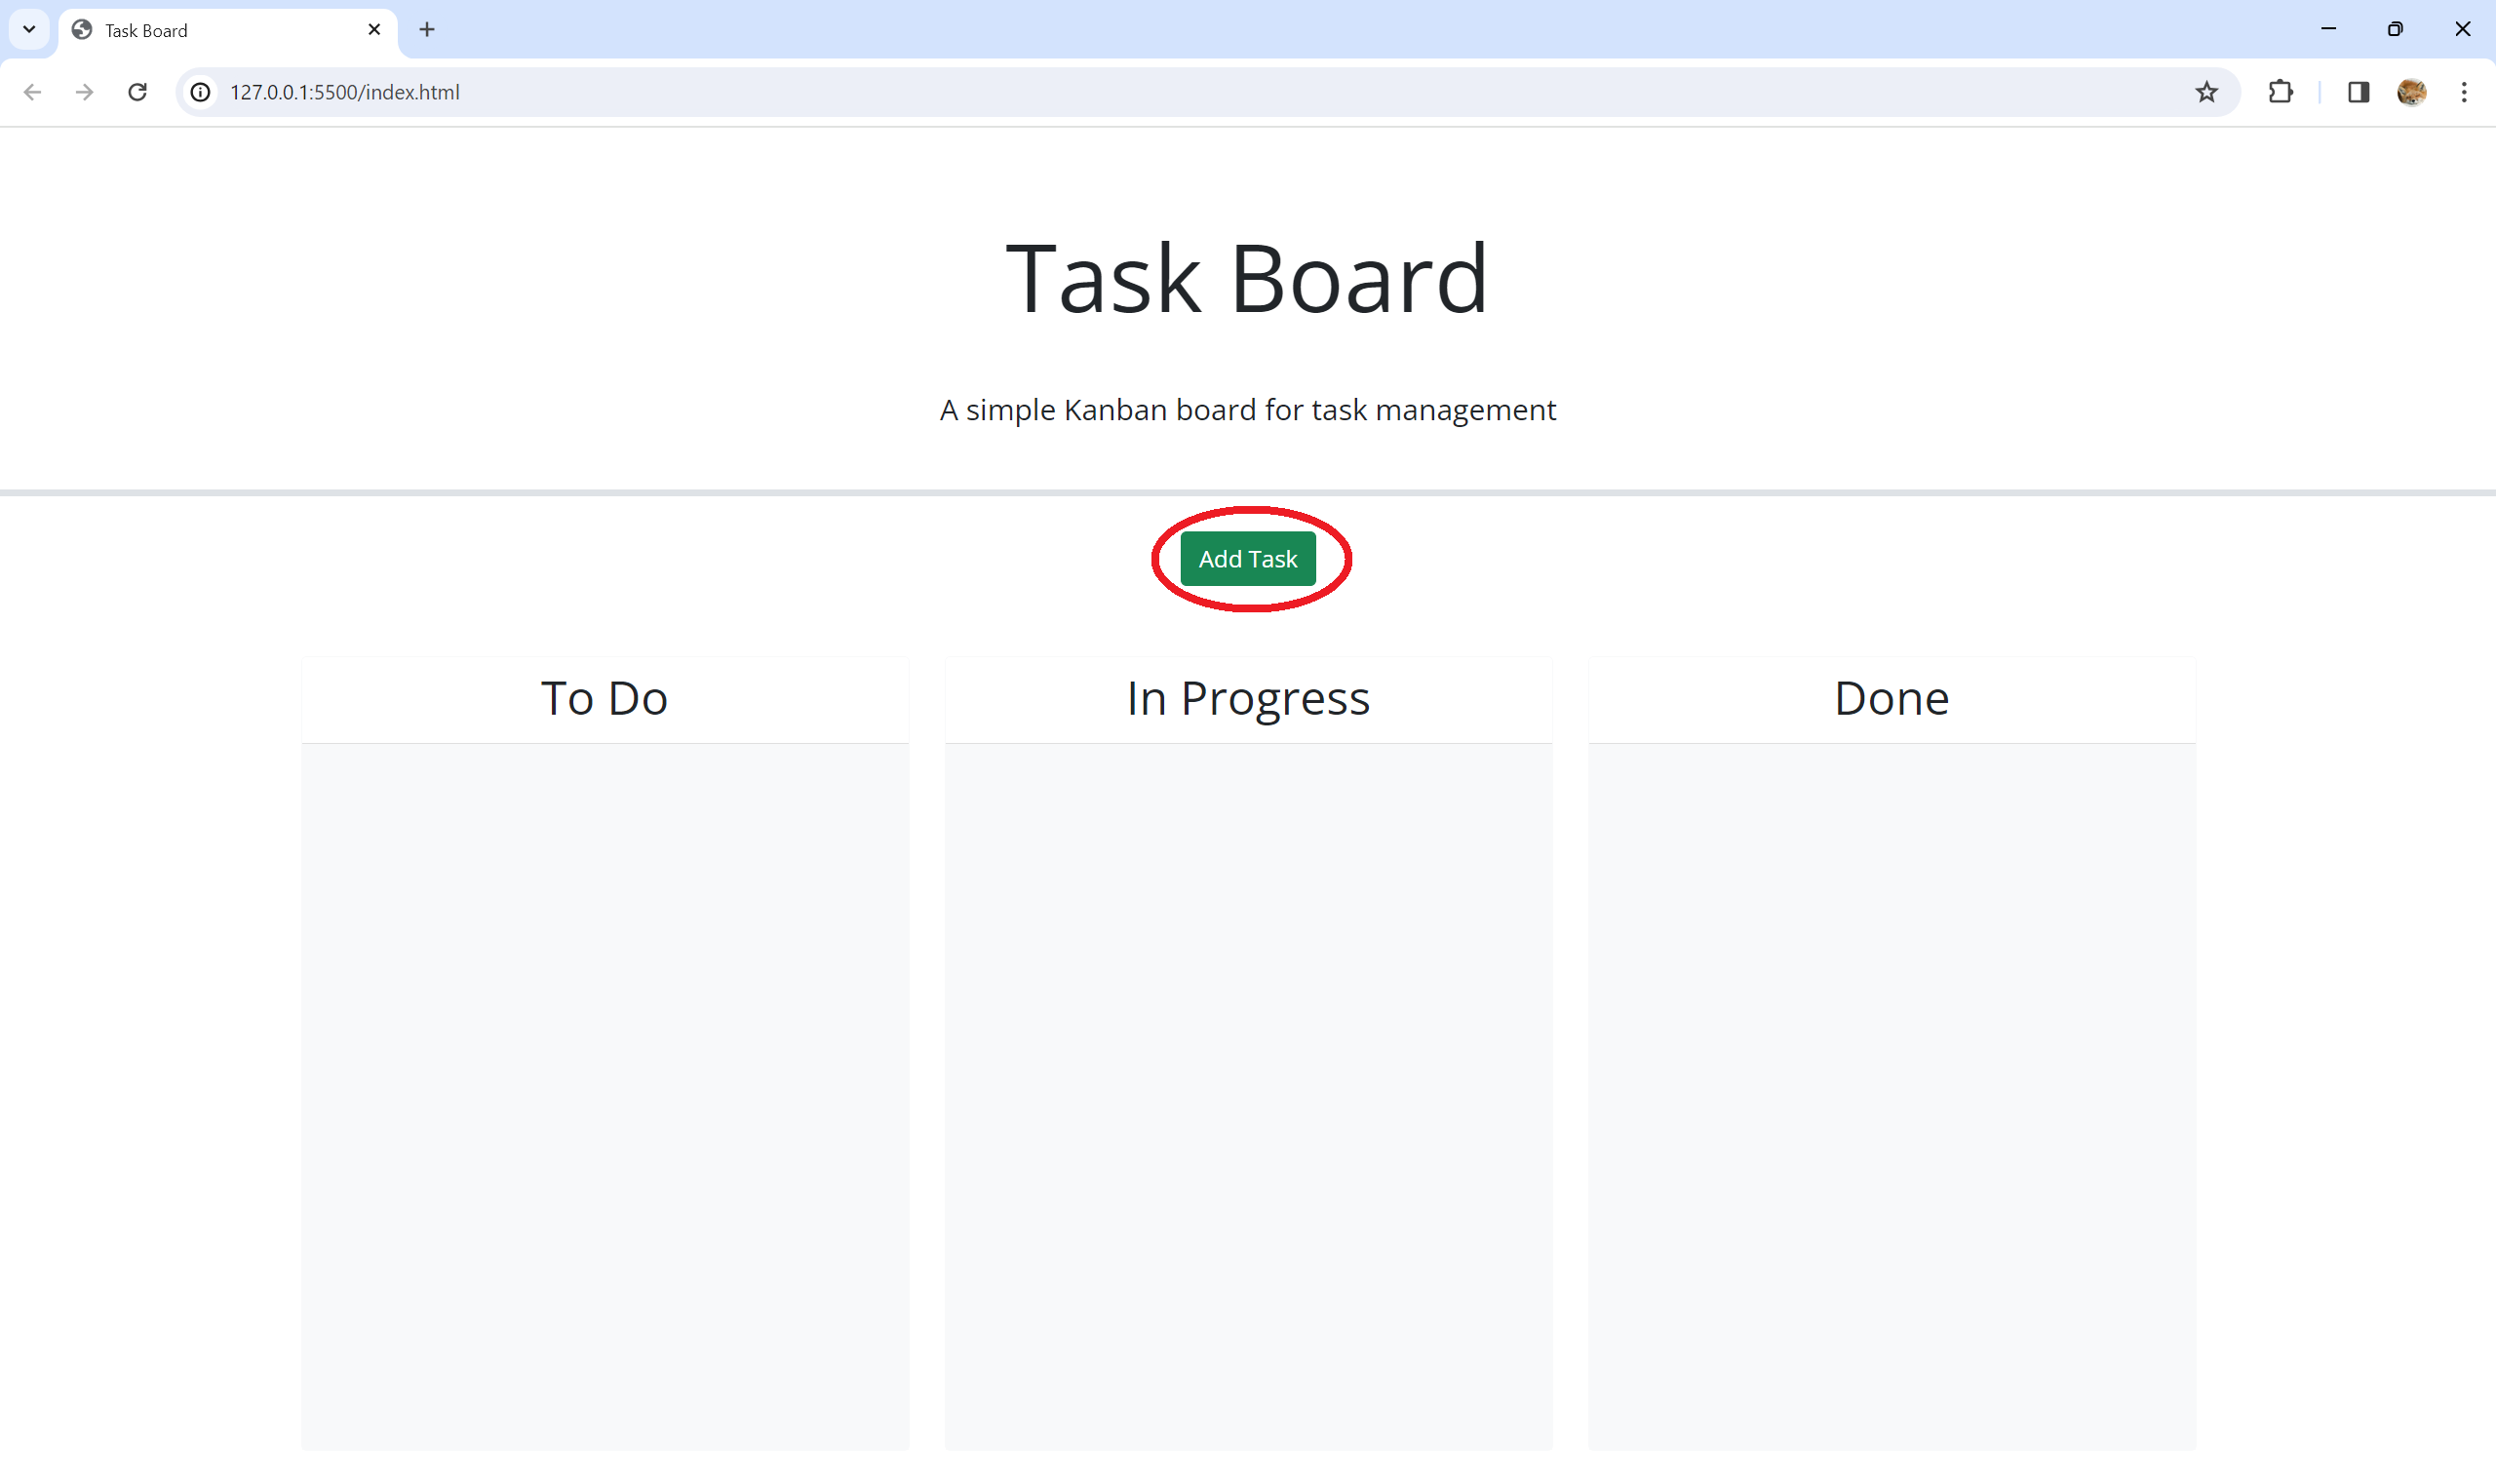 Task Board
127.0.0.1:5500/index.html
Task Board
A simple Kanban board for task management
Add Task
To Do
In Progress
Done